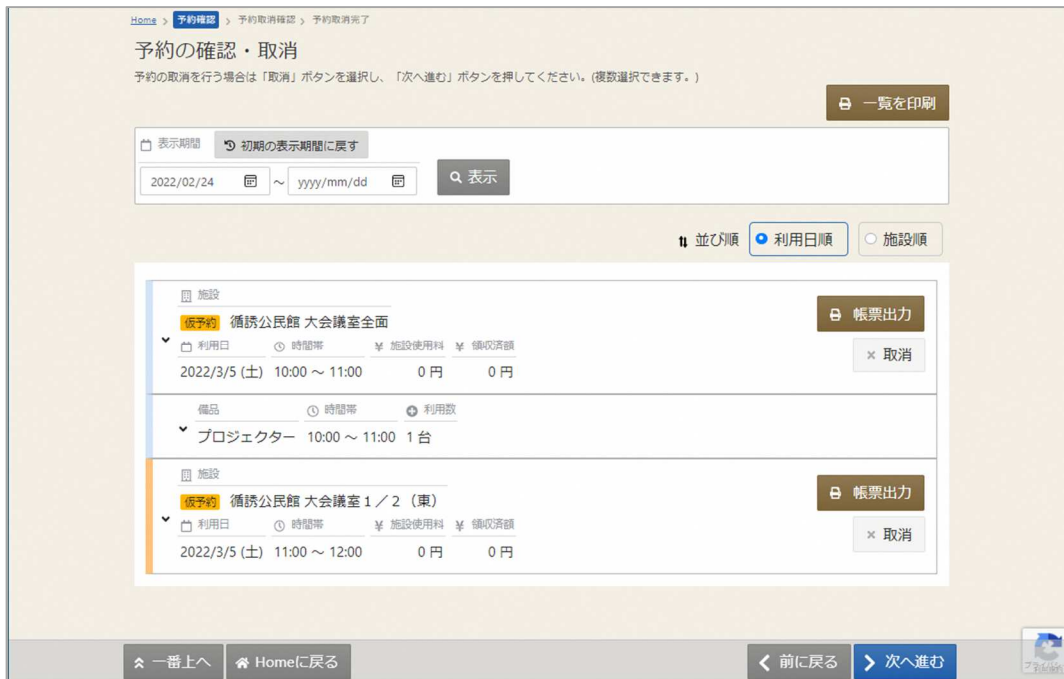 Home > 予約確認 > 予約取消確認 > 予約取消完了
予約の確認・取消
予約の取消を行う場合は「取消」ボタンを選択し、「次へ進む」ボタンを押してください。(複数選択できます。)
一覧を印刷
表示期間 初期の表示期間に戻す
2022/02/24 ～ yyyy/mm/dd 表示
並び順 利用日順 施設順
施設
帳票出力
仮予約 循誘公民館 大会議室全面
利用日 時間帯 ¥ 施設使用料 ¥ 領収済額
× 取消
2022/3/5 (土) 10:00 ～ 11:00 0 円 0 円
備品 時間帯 利用数
プロジェクター 10:00 ～ 11:00 1 台
施設
帳票出力
仮予約 循誘公民館 大会議室１／２（東）
利用日 時間帯 ¥ 施設使用料 ¥ 領収済額
× 取消
2022/3/5 (土) 11:00 ～ 12:00 0 円 0 円
一番上へ Homeに戻る 前に戻る 次へ進む